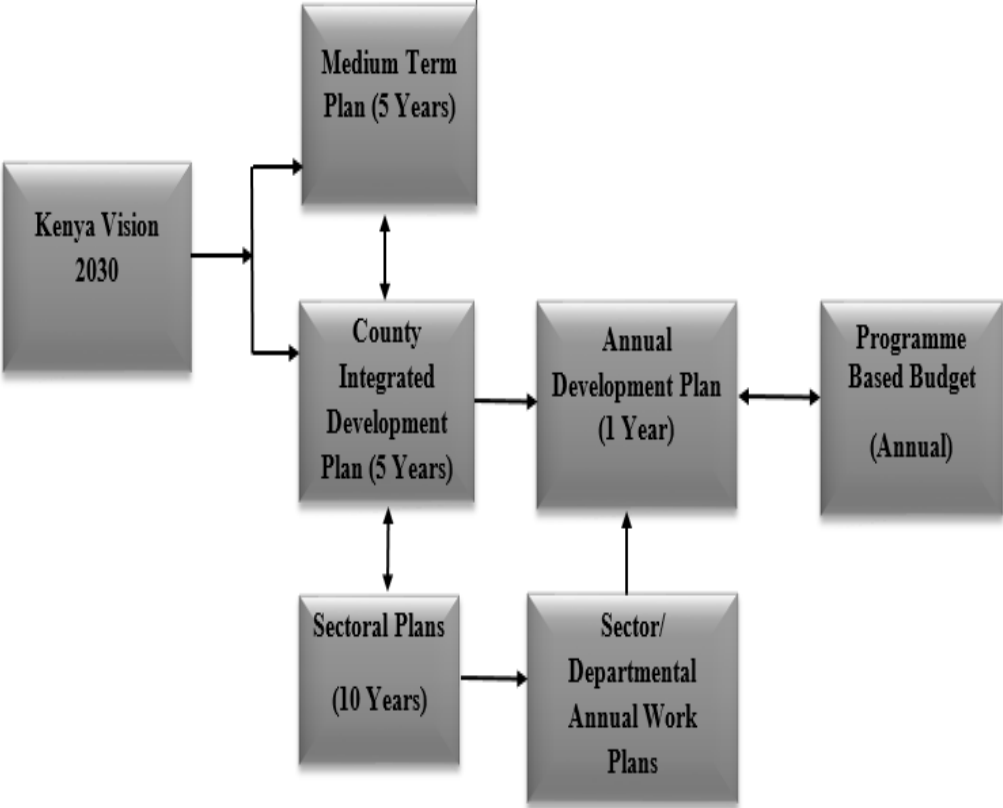 Medium Term
Plan (5 Years)
Kenya Vision
2030
County
Integrated
Development
Plan (5 Years)
Annual
Development Plan
(1 Year)
Programme
Based Budget
(Annual)
Sectoral Plans
(10 Years)
Sector/
Departmental
Annual Work
Plans